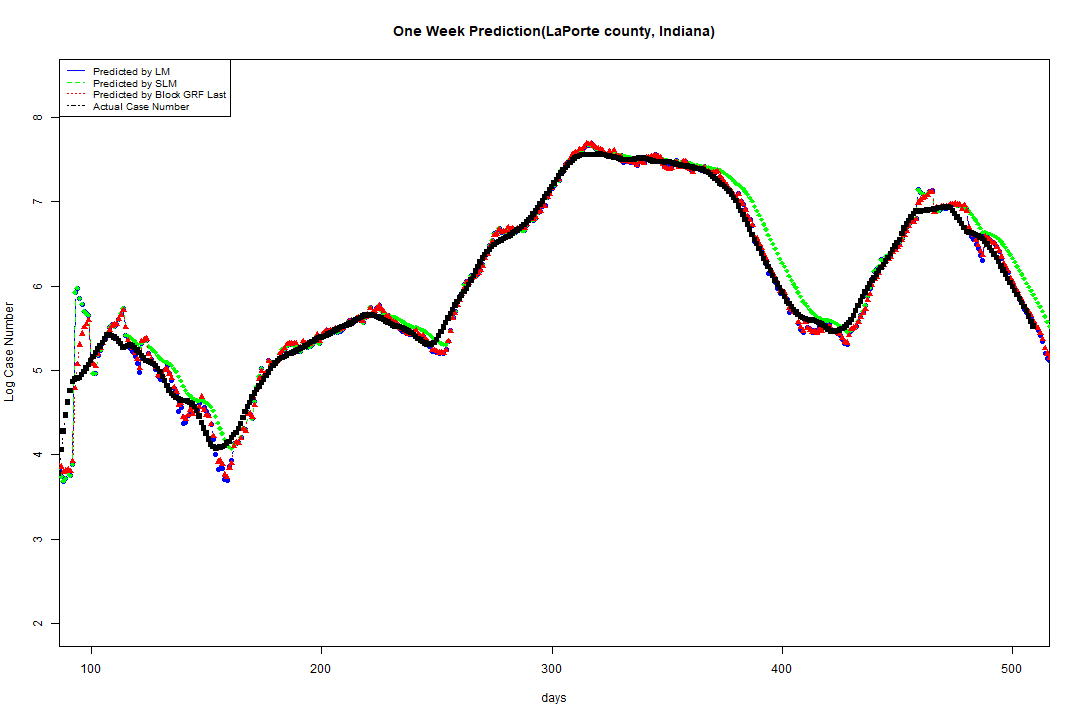 One Week Prediction(LaPorte county, Indiana)
Predicted by LM
Predicted by SLM
Predicted by Block GRF Last
Actual Case Number
8
7
6
5
4
3
2
Log Case Number
100 200 300 400 500
days